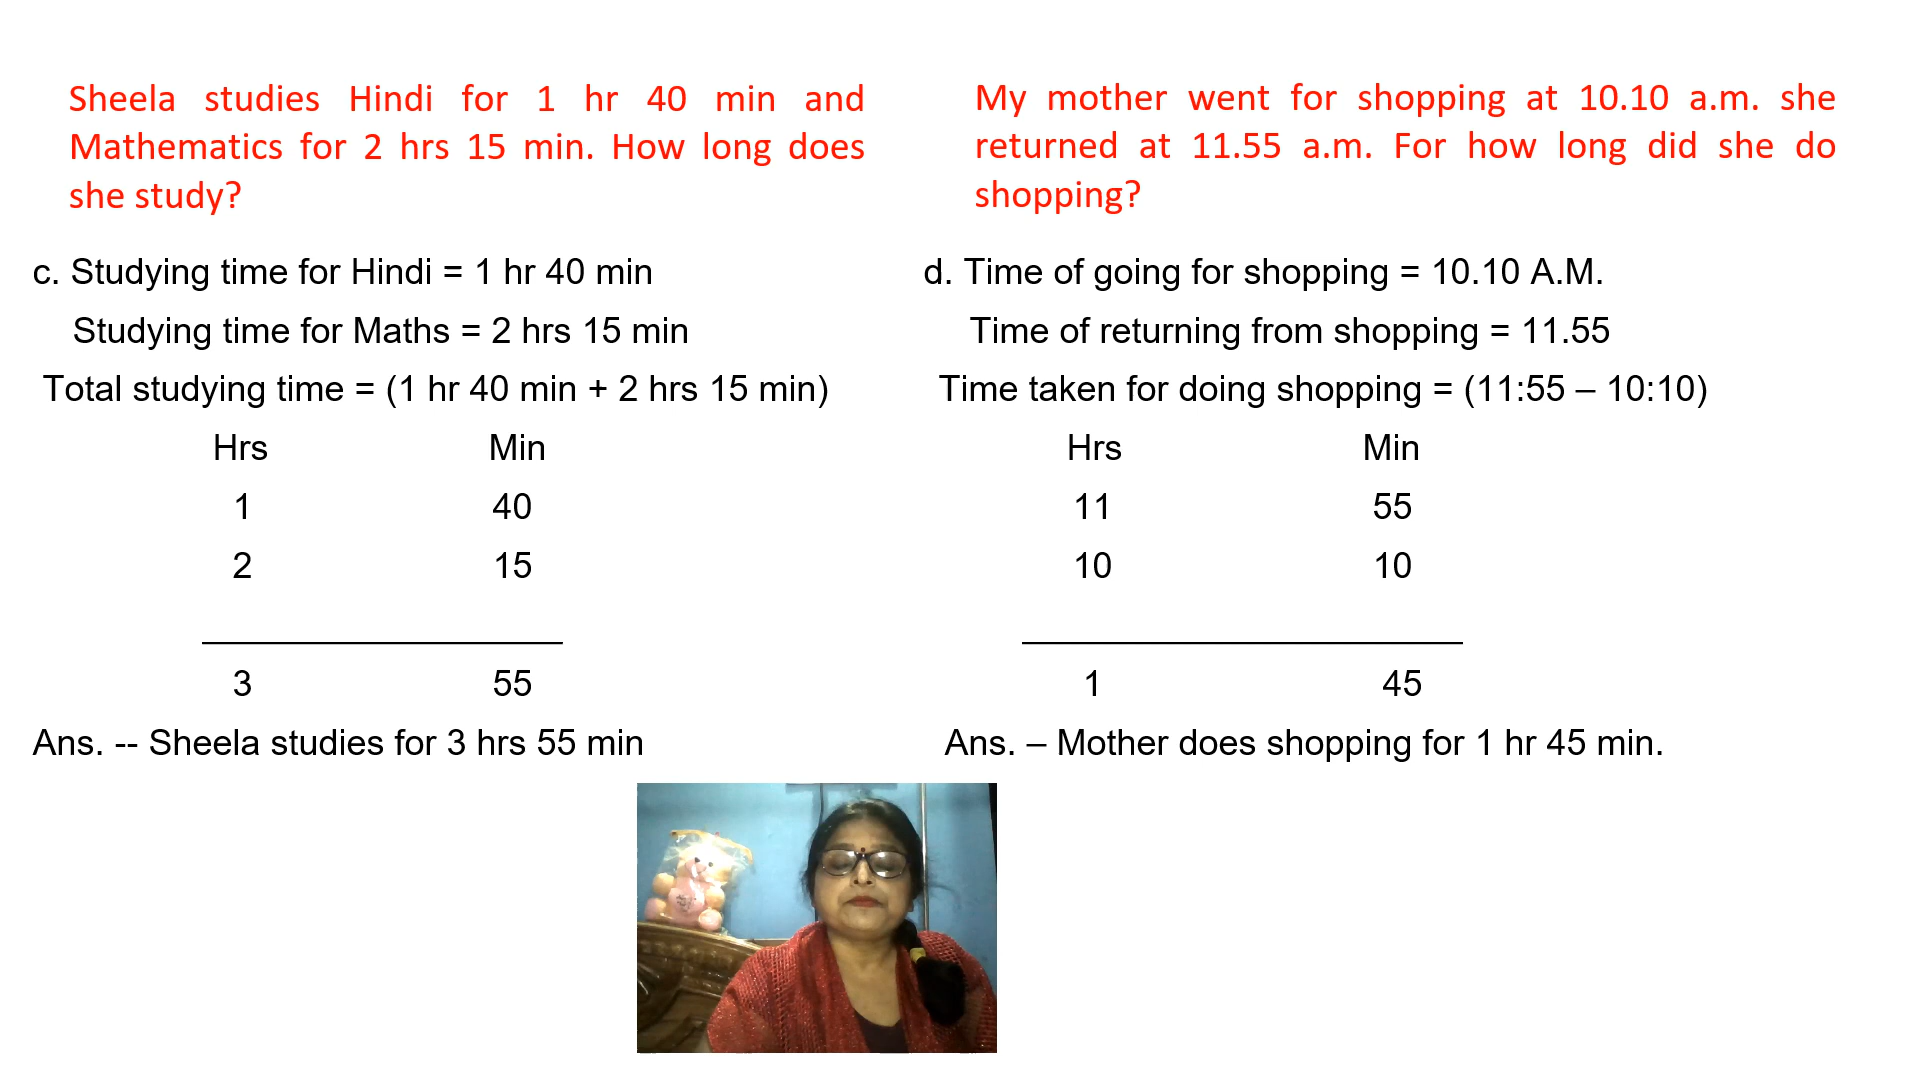 Sheela studies Hindi for 1 hr 40 min and
Mathematics for 2 hrs 15 min. How long does
she study?
c. Studying time for Hindi = 1 hr 40 min
Studying time for Maths = 2 hrs 15 min
Total studying time = (1 hr 40 min + 2 hrs 15 min)
Hrs Min
1 40
2 15
3 55
Ans. -- Sheela studies for 3 hrs 55 min
My mother went for shopping at 10.10 a.m. she
returned at 11.55 a.m. For how long did she do
shopping?
d. Time of going for shopping = 10.10 A.M.
Time of returning from shopping = 11.55
Time taken for doing shopping = (11:55 – 10:10)
Hrs Min
11 55
10 10
1 45
Ans. – Mother does shopping for 1 hr 45 min.